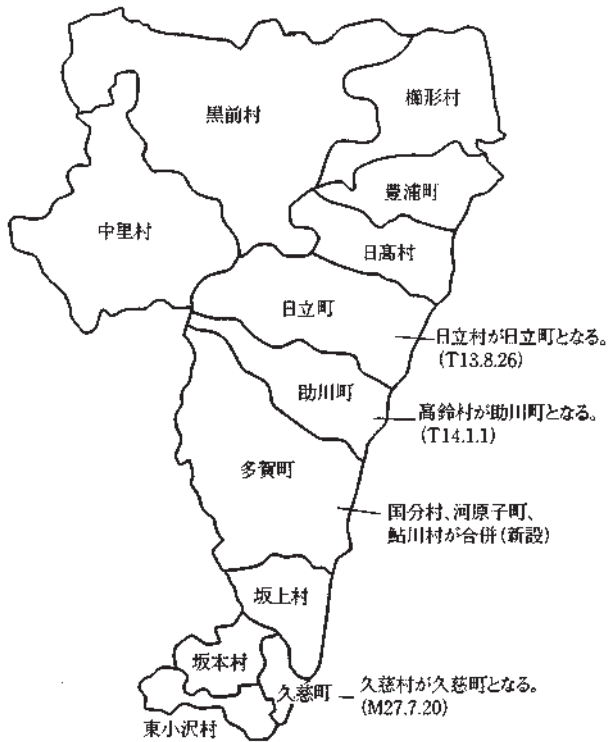 黒前村
櫛形村
豊浦町
中里村
日高村
日立町
日立村が日立町となる。
(T13.8.26)
助川町
高鈴村が助川町となる。
(T14.1.1)
多賀町
国分村、河原子町、
鮎川村が合併(新設)
坂上村
坂本村
久慈町
久慈村が久慈町となる。
(M27.7.20)
東小沢村